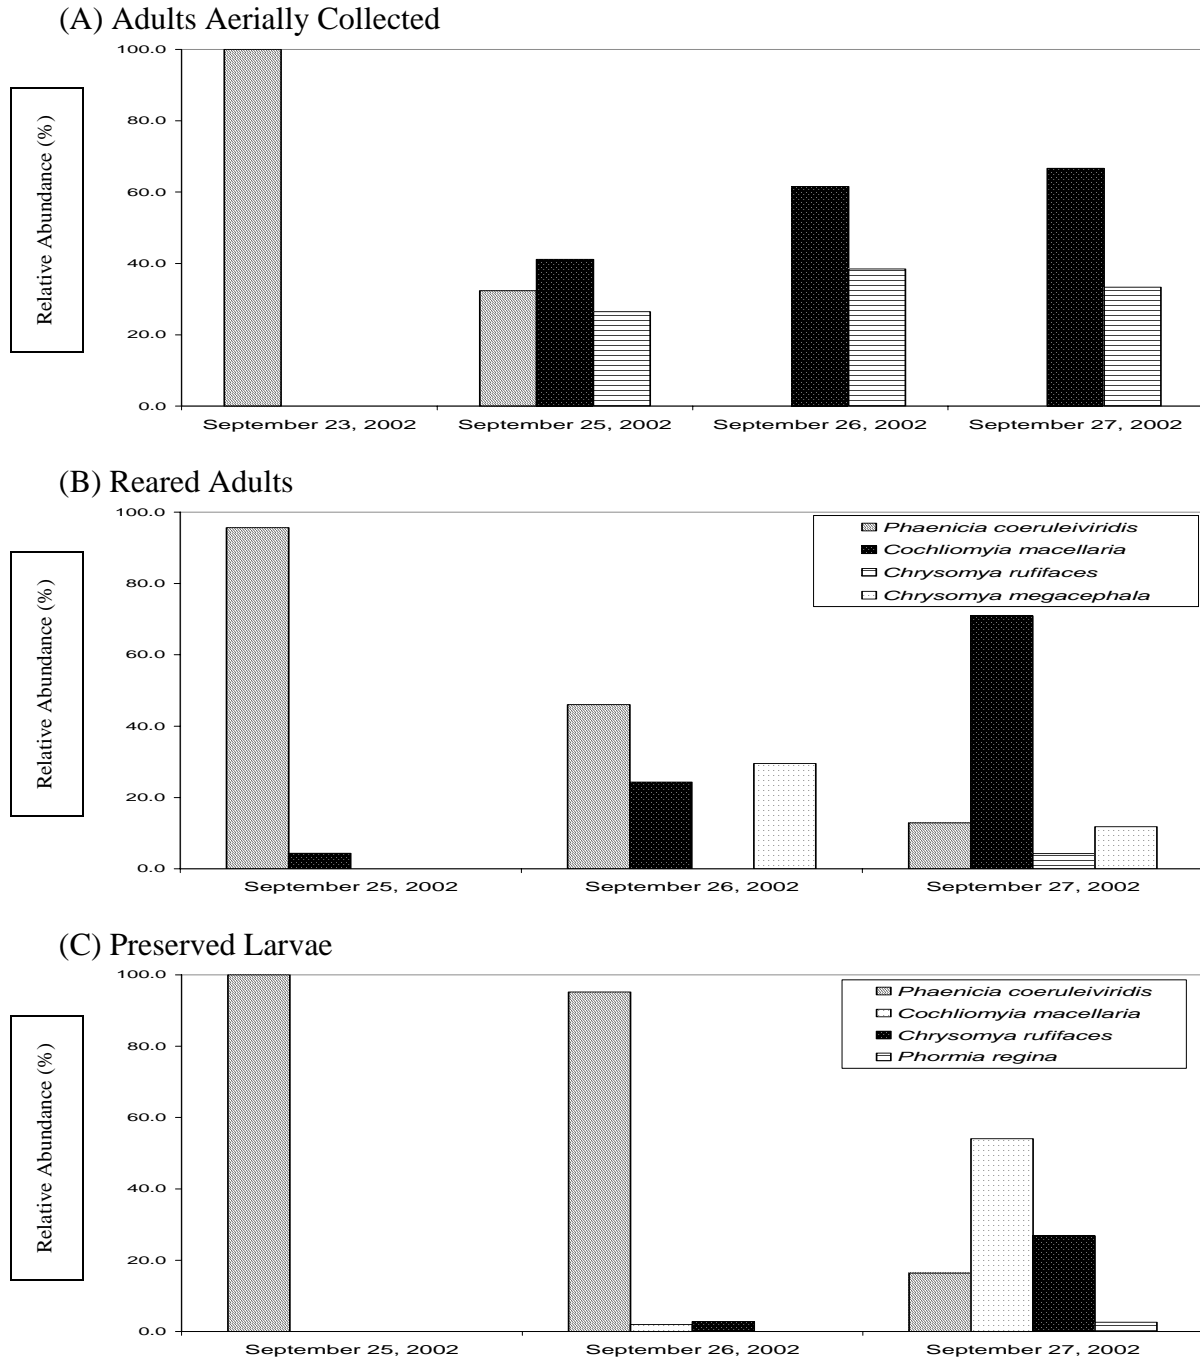 (A) Adults Aerially Collected
Relative Abundance (%)
100.0
80.0
60.0
40.0
20.0
0.0
September 23, 2002
September 25, 2002
September 26, 2002
September 27, 2002
(B) Reared Adults
Relative Abundance (%)
100.0
80.0
60.0
40.0
20.0
0.0
Phaenicia coeruleiviridis
Cochliomyia macellaria
Chrysomya rufifaces
Chrysomya megacephala
September 25, 2002
September 26, 2002
September 27, 2002
(C) Preserved Larvae
Relative Abundance (%)
100.0
80.0
60.0
40.0
20.0
0.0
Phaenicia coeruleiviridis
Cochliomyia macellaria
Chrysomya rufifaces
Phormia regina
September 25, 2002
September 26, 2002
September 27, 2002